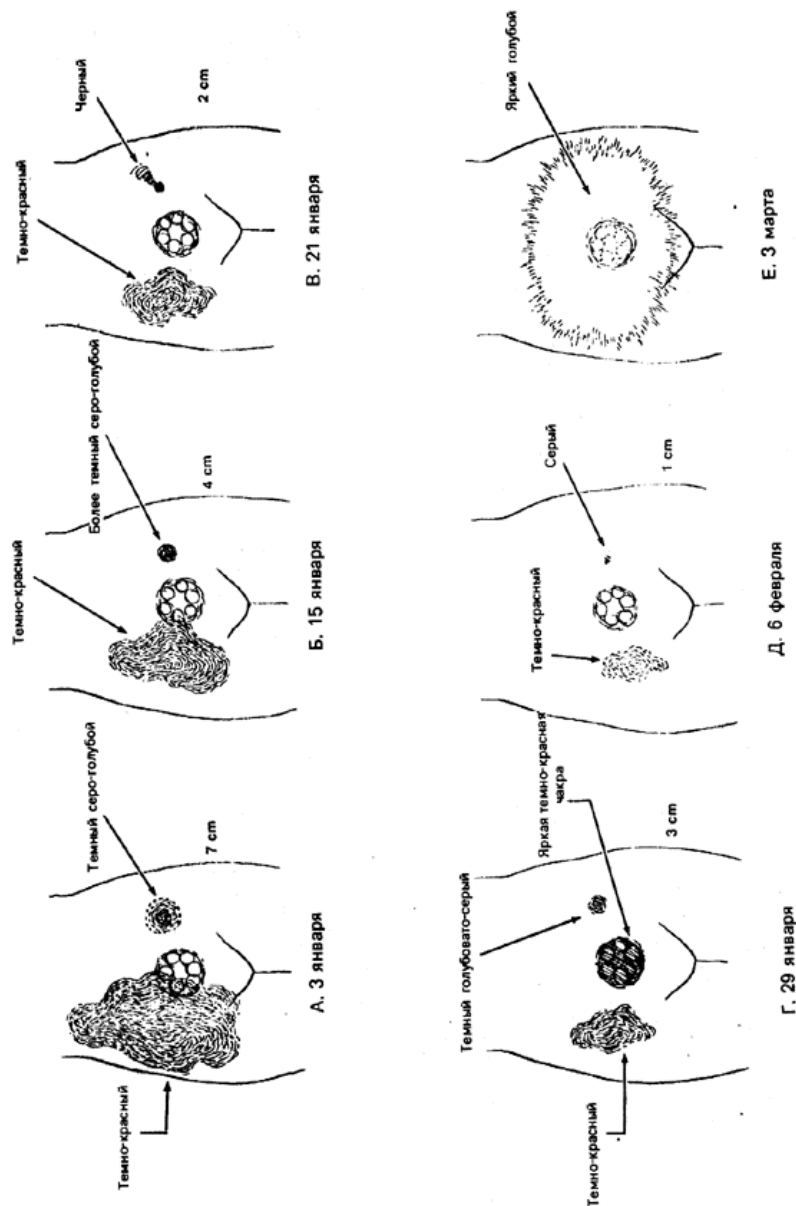 Темно-красный
Темный серо-голубой
7 cm
А. 3 января
Темно-красный
Более темный серо-голубой
4 cm
Б. 15 января
Темно-красный
Черный
2 cm
В. 21 января
Темно-красный
Темный голубовато-серый
Яркая темно-красная
чакра
3 cm
Г. 29 января
Темно-красный
Серый
1 cm
Д. 6 февраля
Яркий голубой
Е. 3 марта